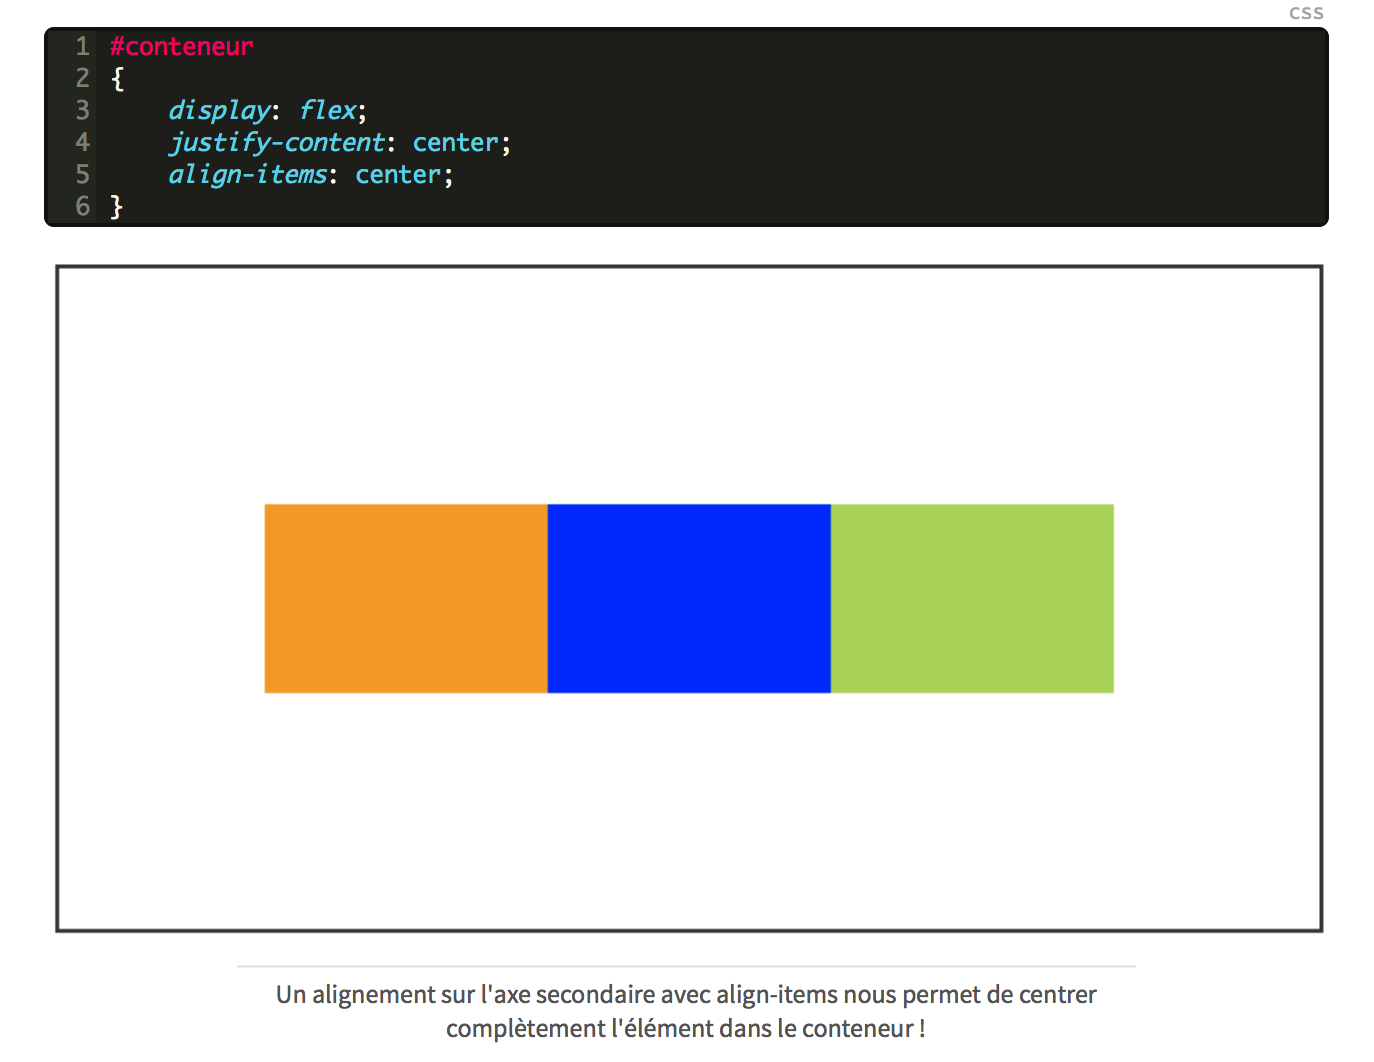 CSS
1 #conteneur
2 {
3 display: flex;
4 justify-content: center;
5 align-items: center;
6 }
Un alignement sur l'axe secondaire avec align-items nous permet de centrer
complètement l'élément dans le conteneur !